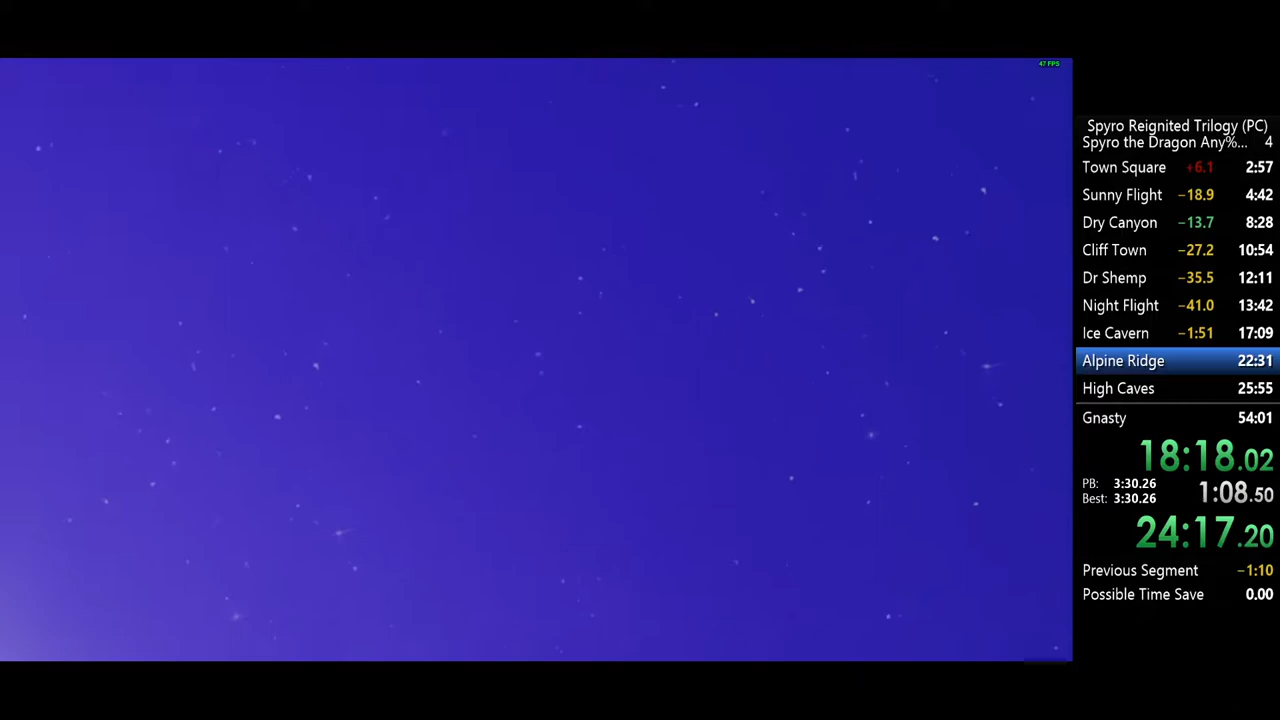 47 FPS
Spyro Reignited Trilogy (PC)
Spyro the Dragon Any%... 4
Town Square +6.1 2:57
Sunny Flight −18.9 4:42
Dry Canyon −13.7 8:28
Cliff Town −27.2 10:54
Dr Shemp −35.5 12:11
Night Flight −41.0 13:42
Ice Cavern −1:51 17:09
Alpine Ridge 22:31
High Caves 25:55
Gnasty 54:01
18:18.02
PB: 3:30.26
Best: 3:30.26
1:08.50
24:17.20
Previous Segment −1:10
Possible Time Save 0.00